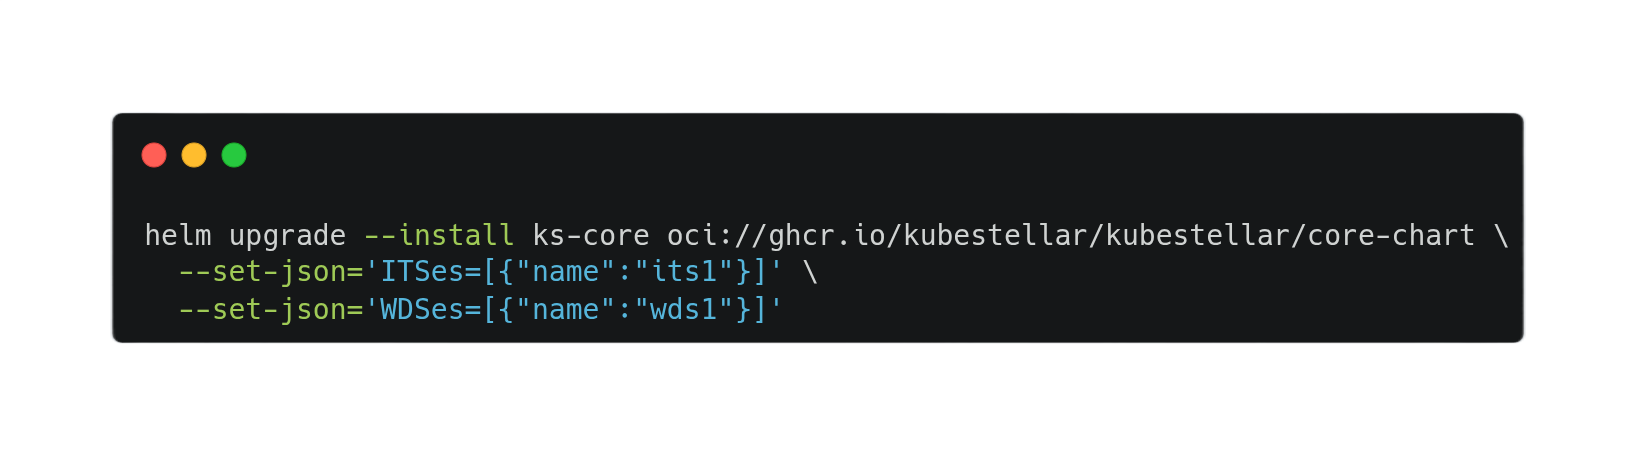 helm upgrade --install ks-core oci://ghcr.io/kubestellar/kubestellar/core-chart \
  --set-json='ITSes=[{"name":"its1"}]' \
  --set-json='WDSes=[{"name":"wds1"}]'